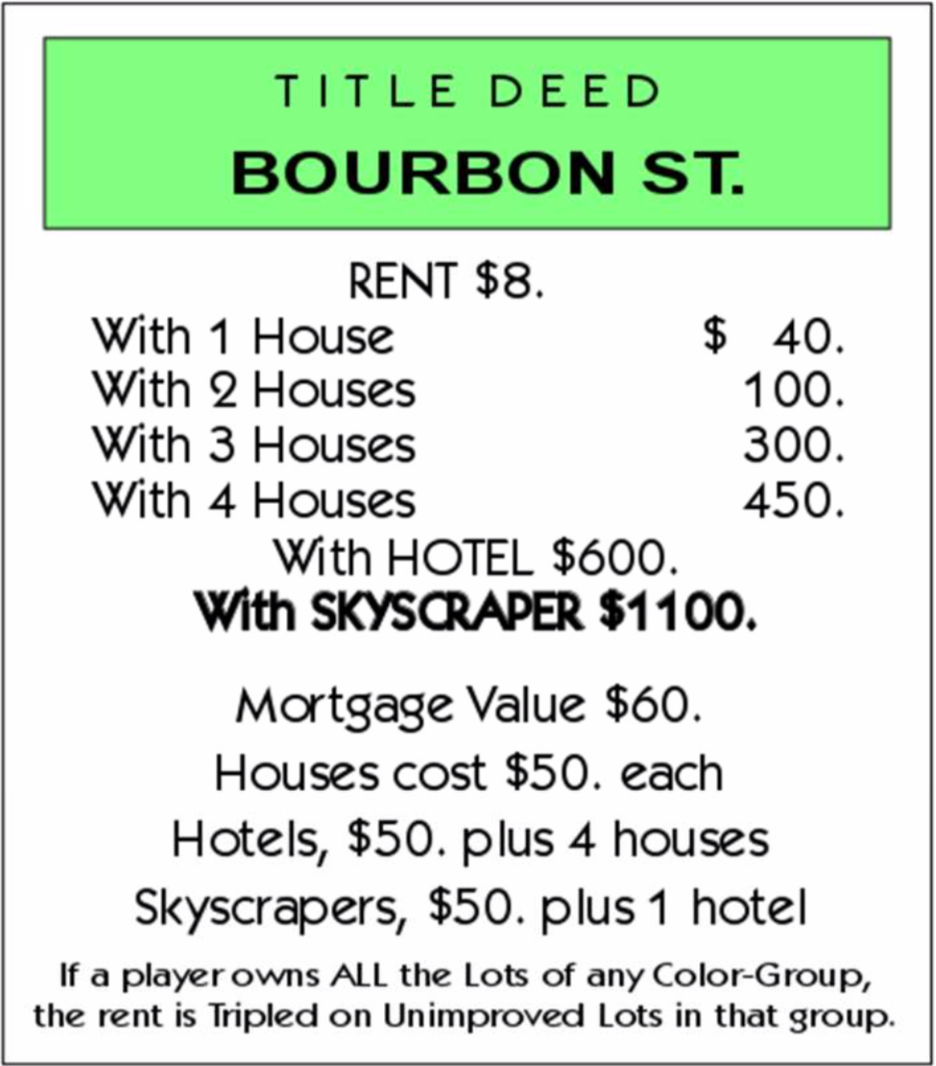 TITLE DEED
BOURBON ST.
RENT $8.
With 1 House $ 40.
With 2 Houses 100.
With 3 Houses 300.
With 4 Houses 450.
With HOTEL $600.
With SKYSCRAPER $1100.
Mortgage Value $60.
Houses cost $50. each
Hotels, $50. plus 4 houses
Skyscrapers, $50. plus 1 hotel
If a player owns ALL the Lots of any Color-Group,
the rent is Tripled on Unimproved Lots in that group.